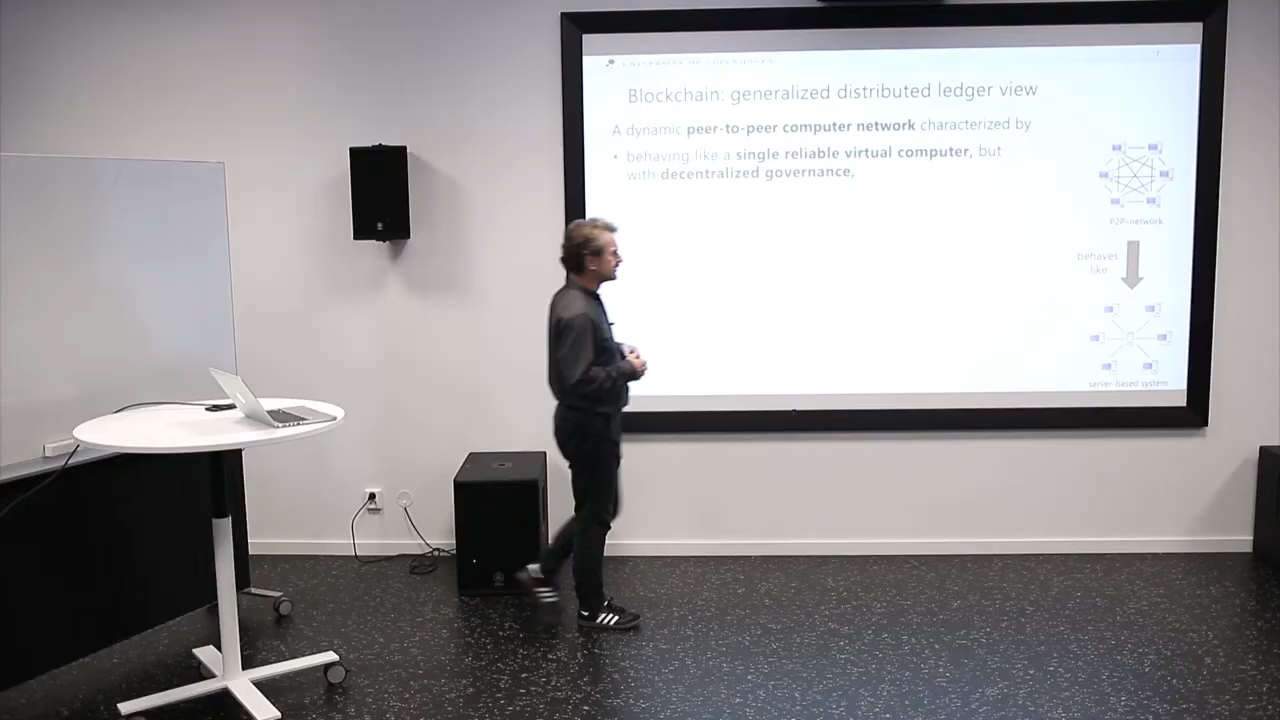 Blockchain: generalized distributed ledger view
A dynamic peer-to-peer computer network characterized by
• behaving like a single reliable virtual computer, but
with decentralized governance,
P2P-network
behaves
like
server-based system